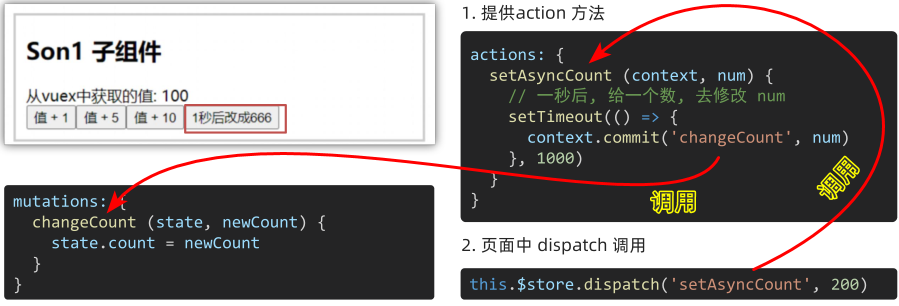 Son1 子组件
从vuex中获取的值: 100
值 + 1 值 + 5 值 + 10 1秒后改成666
mutations: {
changeCount (state, newCount) {
state.count = newCount
}
}
1. 提供action 方法
actions: {
setAsyncCount (context, num) {
// 一秒后, 给一个数, 去修改 num
setTimeout(() => {
context.commit('changeCount', num)
}, 1000)
}
}
调用
调用
2. 页面中 dispatch 调用
this.$store.dispatch('setAsyncCount', 200)